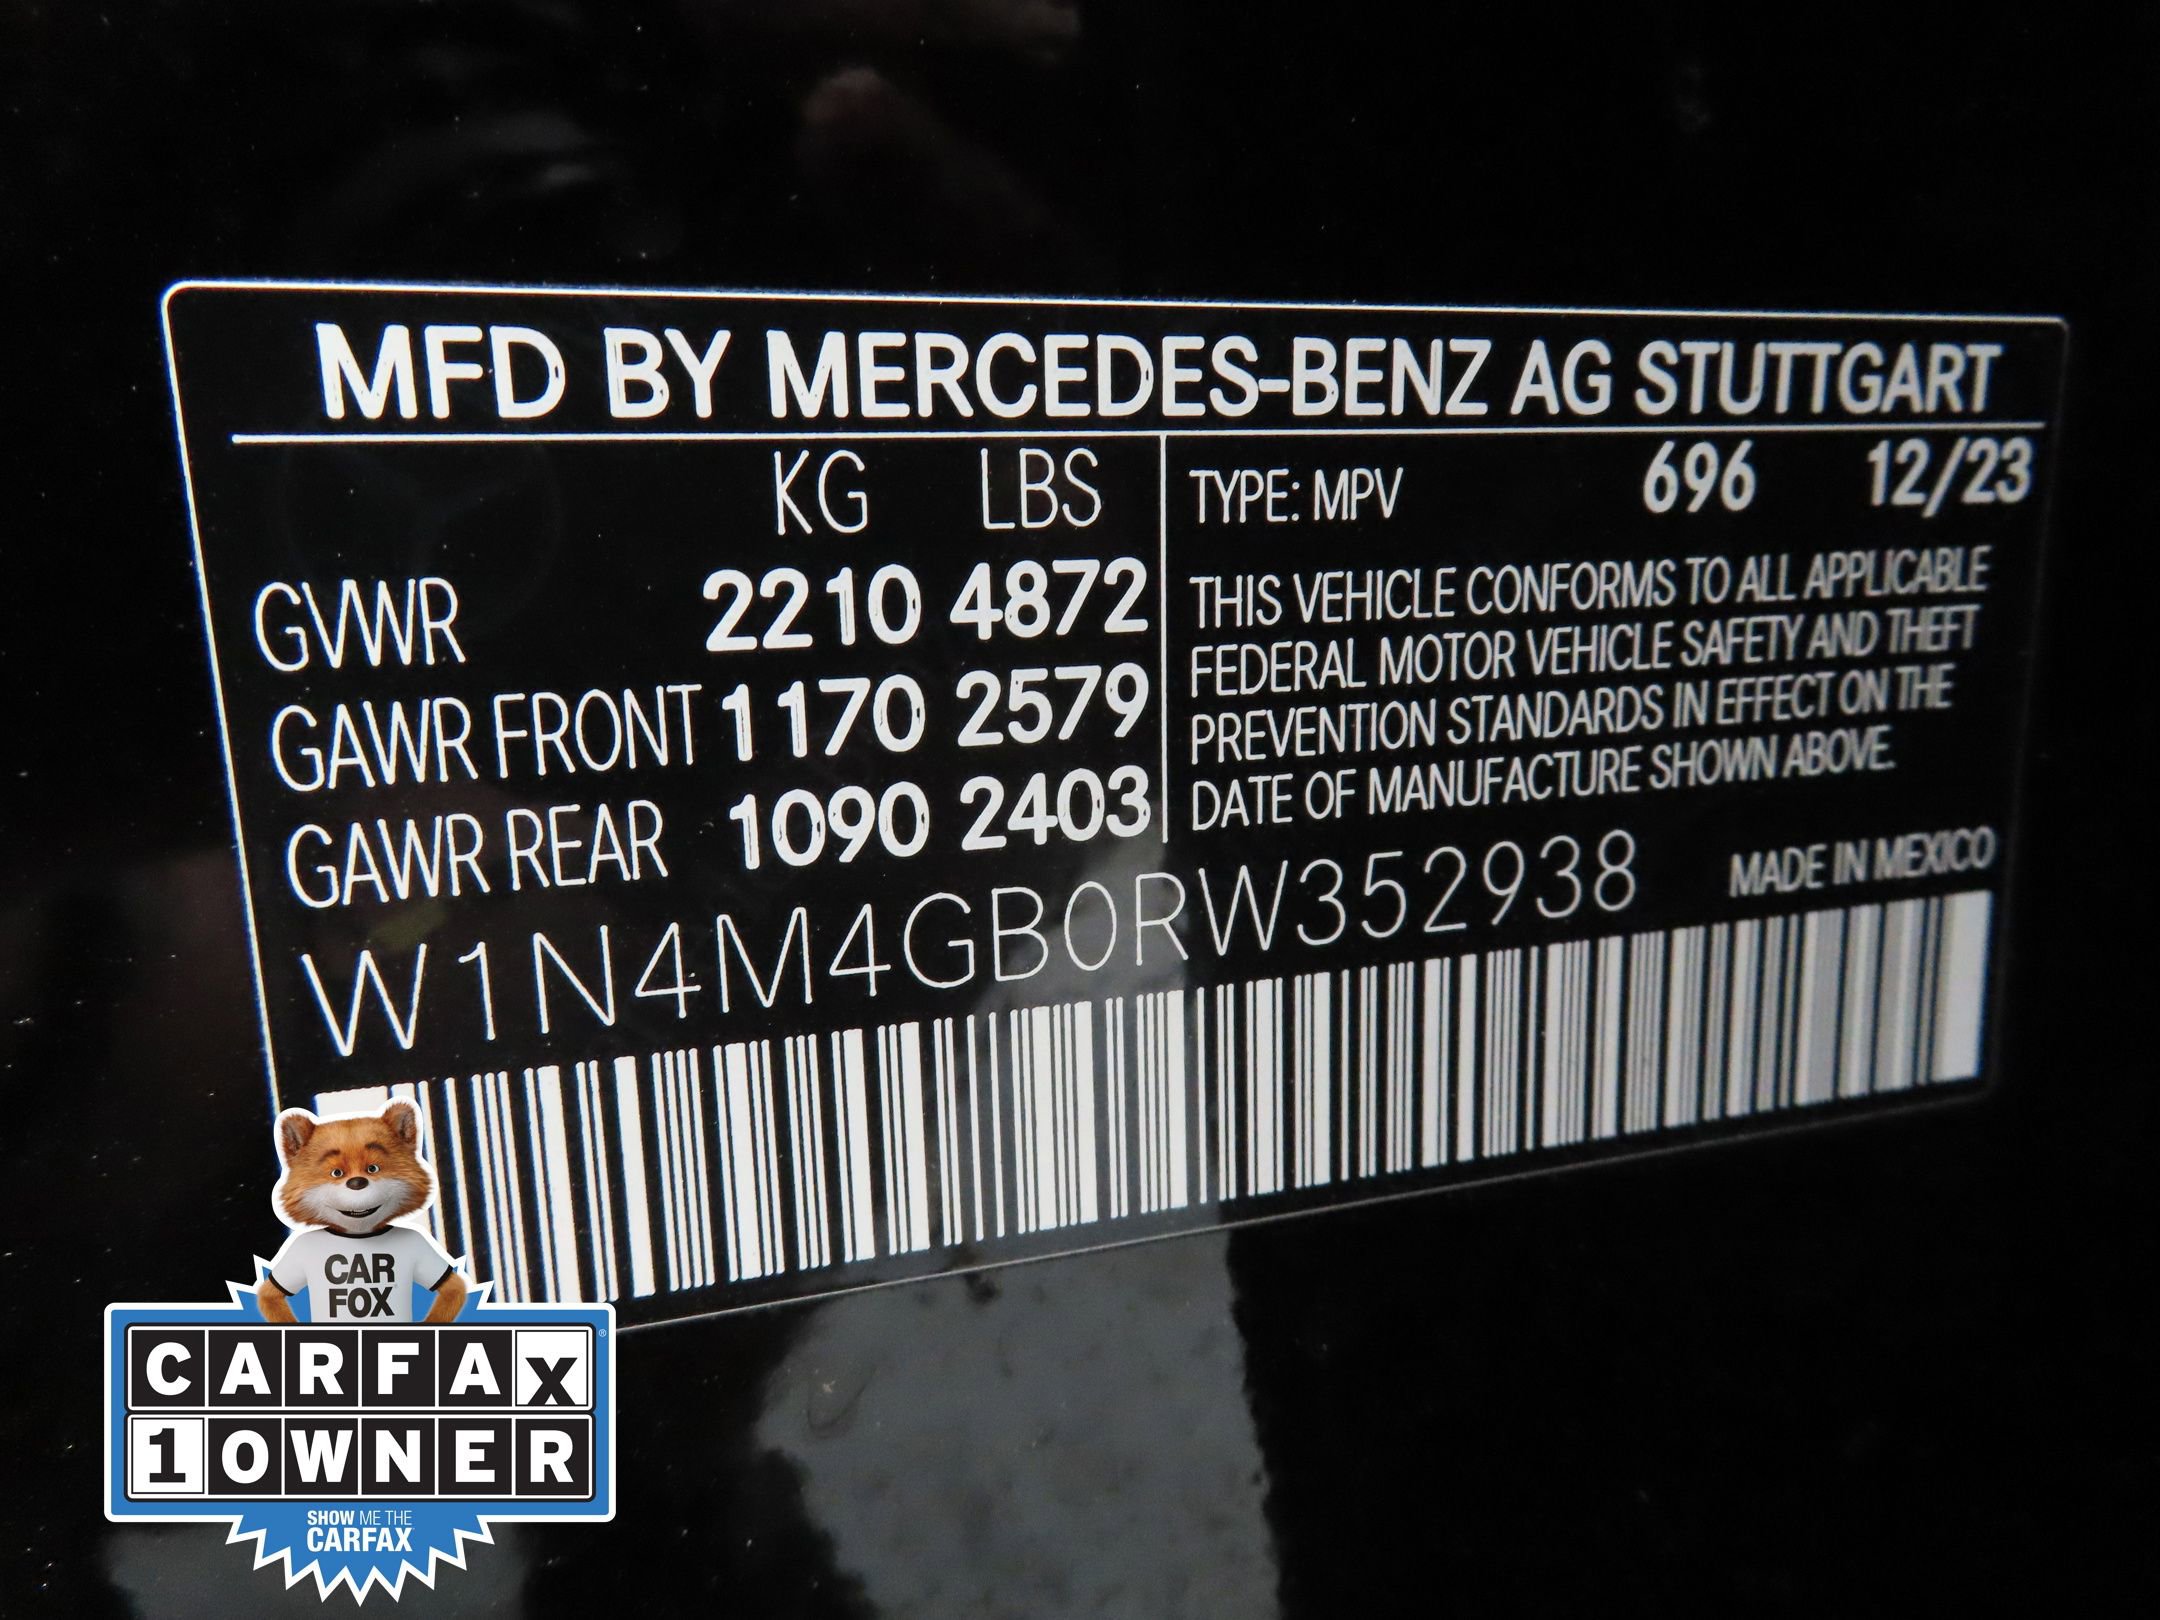 MFD BY MERCEDES-BENZ AG STUTTGART
KG LBS
GVWR 2210 4872
GAWR FRONT 1170 2579
GAWR REAR 1090 2403
TYPE: MPV 696 12/23
THIS VEHICLE CONFORMS TO ALL APPLICABLE
FEDERAL MOTOR VEHICLE SAFETY AND THEFT
PREVENTION STANDARDS IN EFFECT ON THE
DATE OF MANUFACTURE SHOWN ABOVE.
W1N4M4GB0RW352938 MADE IN MEXICO
CAR
FOX
CARFAX®
1 OWNER
SHOW ME THE
CARFAX